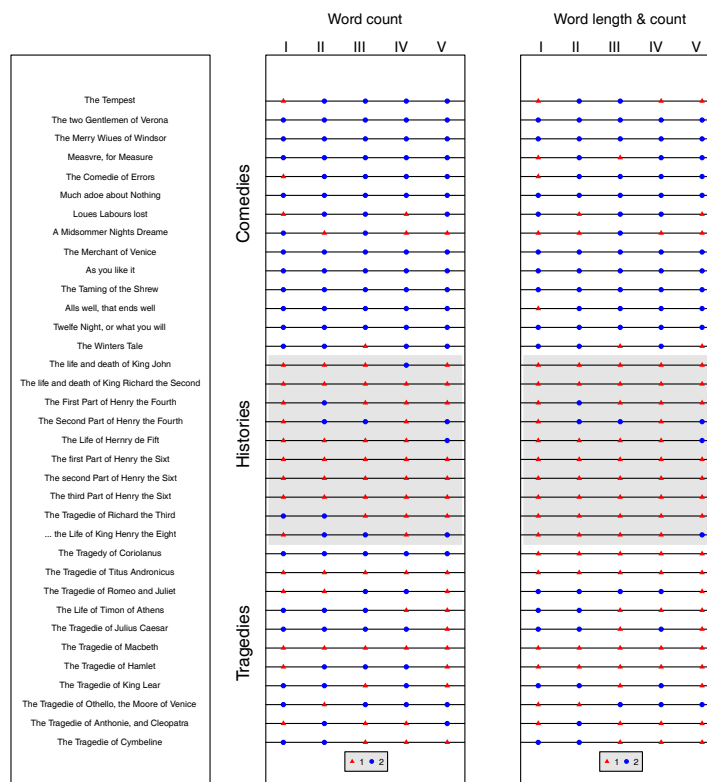 Word count
Word length & count
I II III IV V
I II III IV V
The Tempest
The two Gentlemen of Verona
The Merry Wiues of Windsor
Measvre, for Measure
The Comedie of Errors
Much adoe about Nothing
Loues Labours lost
A Midsommer Nights Dreame
The Merchant of Venice
As you like it
The Taming of the Shrew
Alls well, that ends well
Twelfe Night, or what you will
The Winters Tale
Comedies
The life and death of King John
The life and death of King Richard the Second
The First Part of Henry the Fourth
The Second Part of Henry the Fourth
The Life of Hernry de Fift
The first Part of Henry the Sixt
The second Part of Henry the Sixt
The third Part of Henry the Sixt
The Tragedie of Richard the Third
... the Life of King Henry the Eight
Histories
The Tragedy of Coriolanus
The Tragedie of Titus Andronicus
The Tragedie of Romeo and Juliet
The Life of Timon of Athens
The Tragedie of Julius Caesar
The Tragedie of Macbeth
The Tragedie of Hamlet
The Tragedie of King Lear
The Tragedie of Othello, the Moore of Venice
The Tragedie of Anthonie, and Cleopatra
The Tragedie of Cymbeline
Tragedies
1 2
1 2